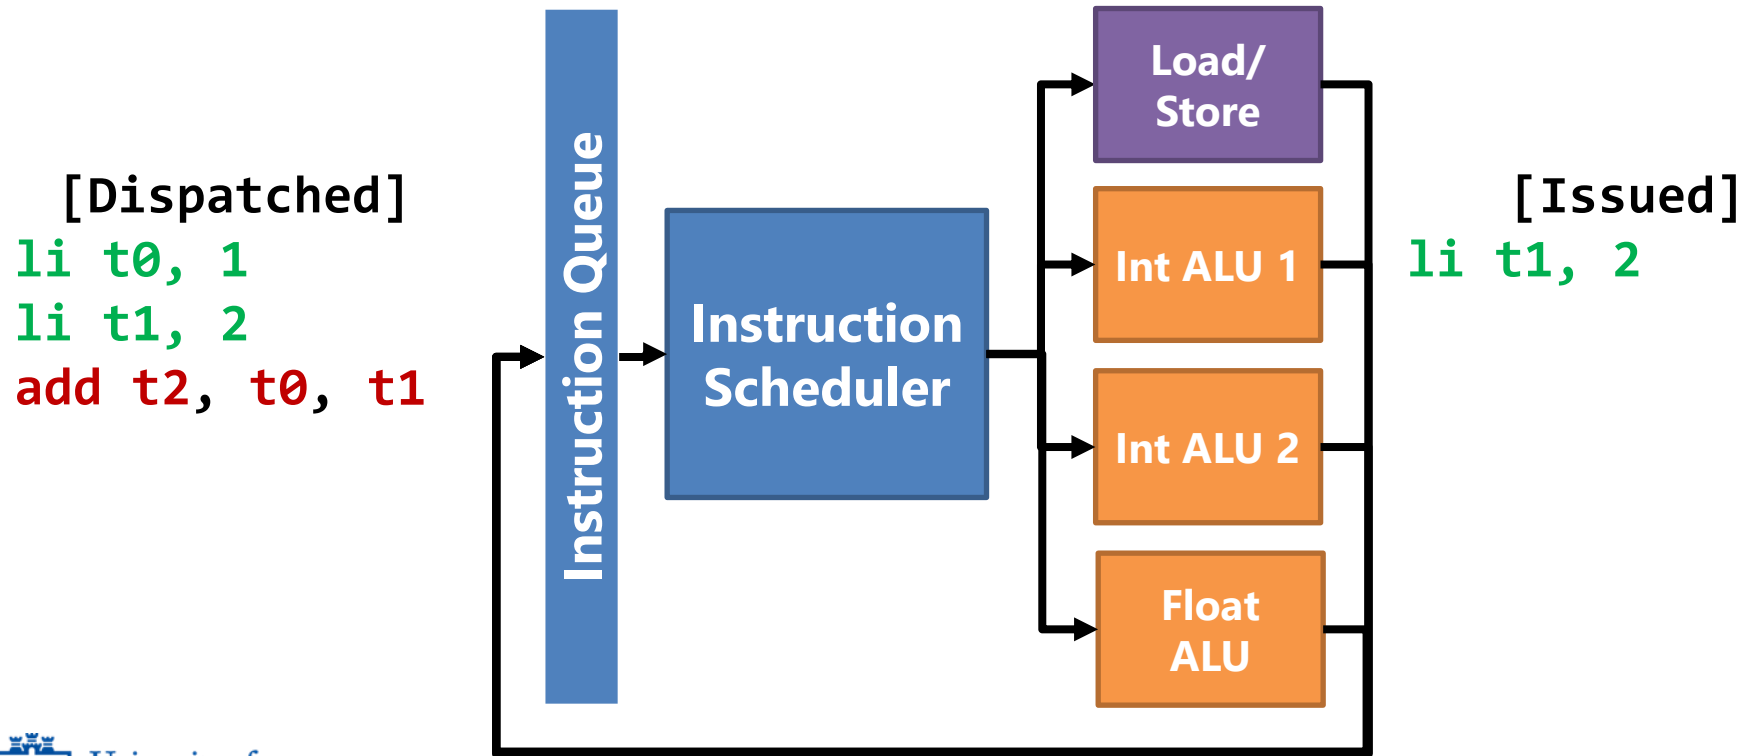 [Dispatched]
li t0, 1
li t1, 2
add t2, t0, t1
Instruction Queue
Instruction
Scheduler
Load/
Store
Int ALU 1
Int ALU 2
Float
ALU
[Issued]
li t1, 2